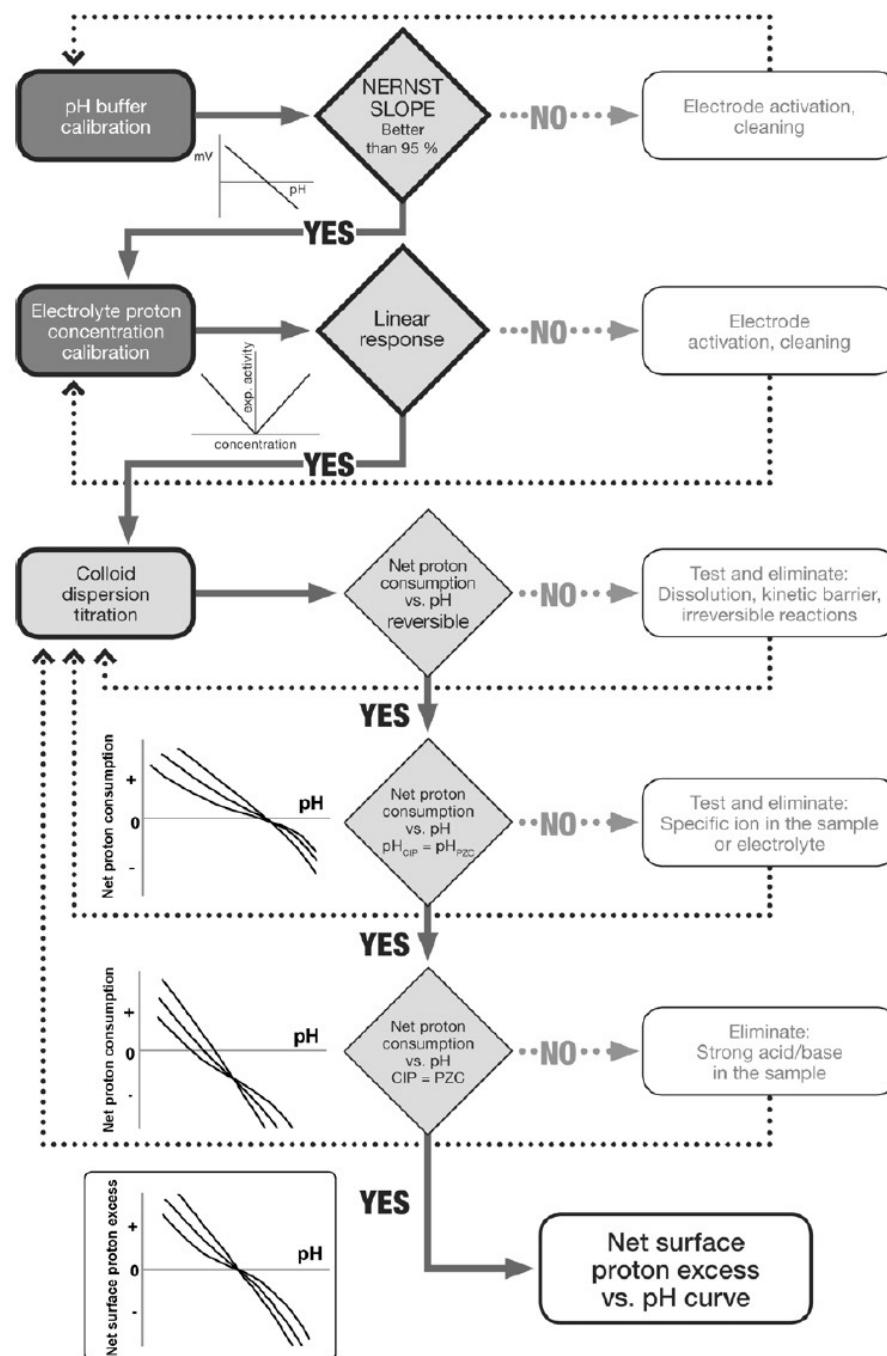 pH buffer
calibration
NERNST
SLOPE
Better
than 95 %
NO
Electrode activation,
cleaning
mV
pH
YES
Electrolyte proton
concentration
calibration
Linear
response
NO
Electrode
activation, cleaning
exp. activity
concentration
YES
Colloid
dispersion
titration
Net proton
consumption
vs. pH
reversible
NO
Test and eliminate:
Dissolution, kinetic barrier,
irreversible reactions
YES
Net proton consumption
+
0
-
pH
Net proton
consumption
vs. pH
pHCIP = pHPZC
NO
Test and eliminate:
Specific ion in the sample
or electrolyte
YES
Net proton consumption
+
0
-
pH
Net proton
consumption
vs. pH
CIP = PZC
NO
Eliminate:
Strong acid/base
in the sample
YES
Net surface proton excess
+
0
-
pH
Net surface
proton excess
vs. pH curve